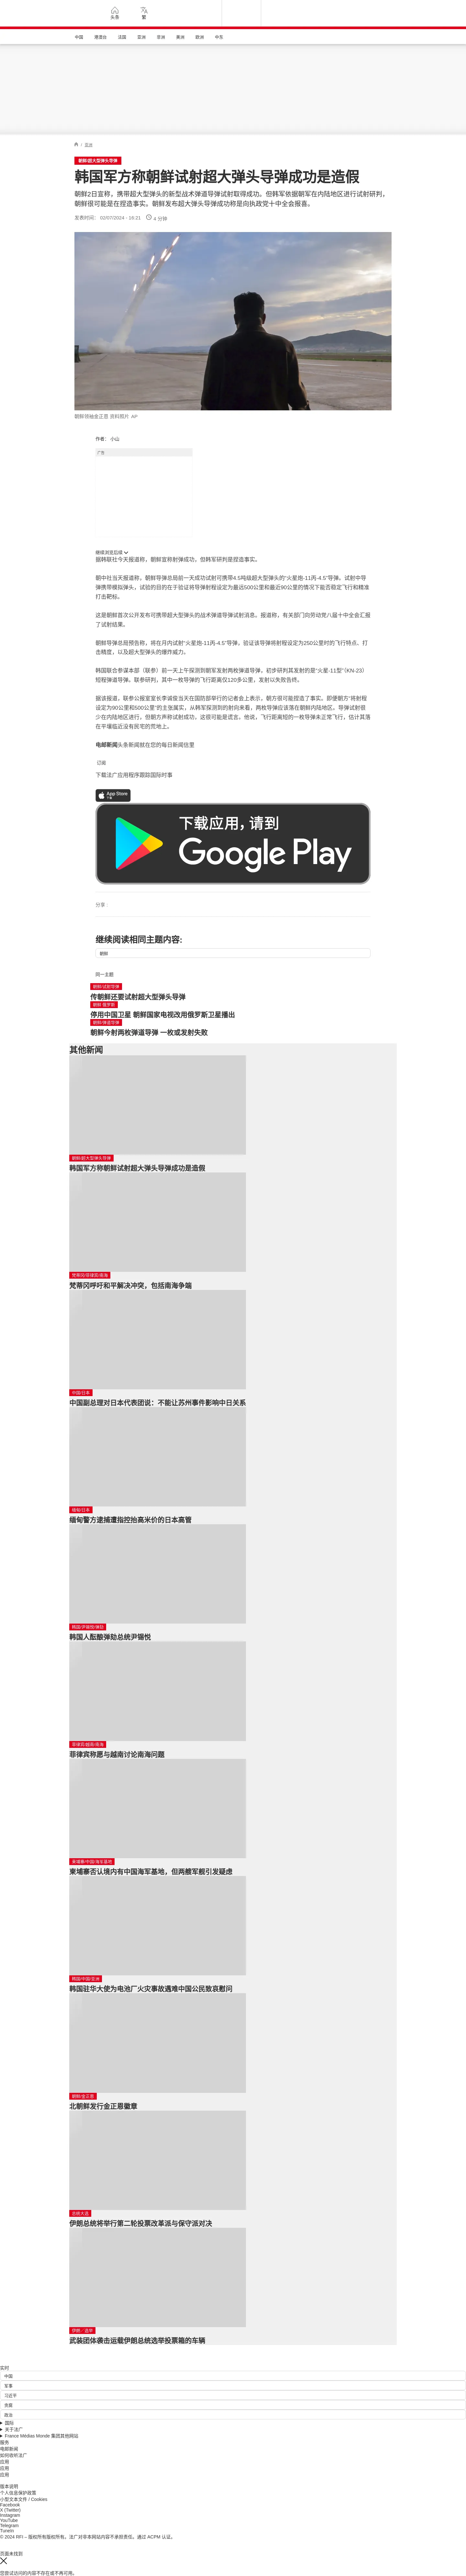 头条
繁
中国
港澳台
法国
亚洲
非洲
美洲
欧洲
中东
/ 亚洲
朝鲜/超大型弹头导弹
韩国军方称朝鲜试射超大弹头导弹成功是造假
朝鲜2日宣称，携带超大型弹头的新型战术弹道导弹试射取得成功。但韩军依据朝军在内陆地区进行试射研判，
朝鲜很可能是在捏造事实。朝鲜发布超大弹头导弹成功称是向执政党十中全会报喜。
发表时间： 02/07/2024 - 16:21
4 分钟
朝鲜领袖金正恩 资料照片 AP
作者： 小山
广告
继续浏览后续
据韩联社今天报道称，朝鲜宣称射弹成功，但韩军研判是捏造事实。
朝中社当天报道称，朝鲜导弹总局前一天成功试射可携带4.5吨级超大型弹头的“火星炮-11丙-4.5”导弹。试射中导
弹携带模拟弹头，试验的目的在于验证将导弹射程设定为最远500公里和最近90公里的情况下能否稳定飞行和精准
打击靶标。
这是朝鲜首次公开发布可携带超大型弹头的战术弹道导弹试射消息。报道称，有关部门向劳动党八届十中全会汇报
了试射结果。
朝鲜导弹总局预告称，将在月内试射“火星炮-11丙-4.5”导弹，验证该导弹将射程设定为250公里时的飞行特点、打
击精度，以及超大型弹头的爆炸威力。
韩国联合参谋本部（联参）前一天上午探测到朝军发射两枚弹道导弹，初步研判其发射的是“火星-11型”(KN-23）
短程弹道导弹。联参研判，其中一枚导弹的飞行距离仅120多公里，发射以失败告终。
据该报道，联参公报室室长李诚俊当天在国防部举行的记者会上表示，朝方很可能捏造了事实。即便朝方“将射程
设定为90公里和500公里”的主张属实，从韩军探测到的射向来看，两枚导弹应该落在朝鲜内陆地区。导弹试射很
少在内陆地区进行，但朝方声称试射成功，这很可能是谎言。他说，飞行距离短的一枚导弹未正常飞行，估计其落
在平壤临近没有民宅的荒地上。
电邮新闻头条新闻就在您的每日新闻信里
订阅
下载法广应用程序跟踪国际时事
App Store
下载应用，请到
Google Play
分享 :
继续阅读相同主题内容:
朝鲜
同一主题
朝鲜/试射导弹
传朝鲜还要试射超大型弹头导弹
朝鲜 俄罗斯
停用中国卫星 朝鲜国家电视改用俄罗斯卫星播出
朝鲜/弹道导弹
朝鲜今射两枚弹道导弹 一枚或发射失败
其他新闻
朝鲜/超大型弹头导弹
韩国军方称朝鲜试射超大弹头导弹成功是造假
梵蒂冈/菲律宾/南海
梵蒂冈呼吁和平解决冲突，包括南海争端
中国/日本
中国副总理对日本代表团说：不能让苏州事件影响中日关系
缅甸/日本
缅甸警方逮捕遭指控抬高米价的日本高管
韩国/尹锡悦/弹劾
韩国人酝酿弹劾总统尹锡悦
菲律宾/越南/南海
菲律宾称愿与越南讨论南海问题
柬埔寨/中国/海军基地
柬埔寨否认境内有中国海军基地，但两艘军舰引发疑虑
韩国/中国/亚洲
韩国驻华大使为电池厂火灾事故遇难中国公民致哀慰问
朝鲜/金正恩
北朝鲜发行金正恩徽章
总统大选
伊朗总统将举行第二轮投票改革派与保守派对决
伊朗／选举
武装团体袭击运载伊朗总统选举投票箱的车辆
实时
中国
军事
习近平
贪腐
政治
国际
关于法广
France Médias Monde 集团其他网站
服务
电邮新闻
如何收听法广
应用
应用
应用
版本说明
个人信息保护政策
小型文本文件 / Cookies
Facebook
X (Twitter)
Instagram
YouTube
Telegram
TuneIn
© 2024 RFI – 版权所有版权所有。法广对非本网站内容不承担责任。通过 ACPM 认证。
页面未找到
您尝试访问的内容不存在或不再可用。